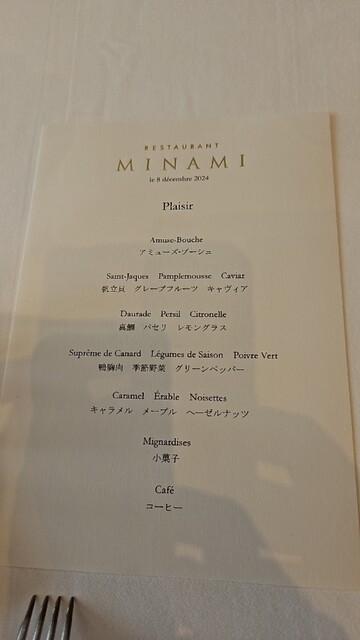 RESTAURANT
MINAMI
le 8 décembre 2024
Plaisir
Amuse-Bouche
アミューズ・ブーシュ
Saint-Jaques Pamplemousse Caviar
帆立貝 グレープフルーツ キャヴィア
Daurade Persil Citronelle
真鯛 パセリ レモングラス
Suprême de Canard Légumes de Saison Poivre Vert
鴨胸肉 季節野菜 グリーンペッパー
Caramel Érable Noisettes
キャラメル メープル ヘーゼルナッツ
Mignardises
小菓子
Café
コーヒー